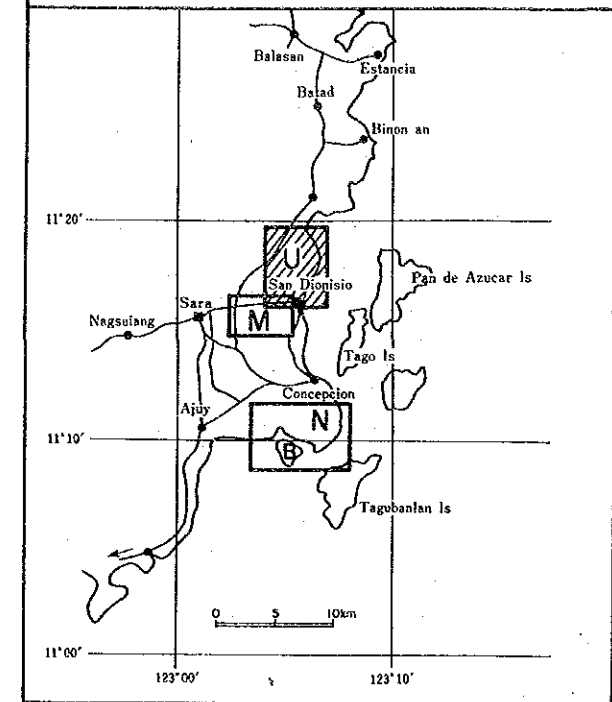 Balasan
Estancia
Batad
Binon an
11°20'
U
San Dionisio
Pan de Azucar Is
Sara
M
Nagsulang
Tago Is
Concepcion
Ajuy
N
11°10'
B
Tagubanlan Is
0 5 10km
11°00'
123°00' 123°10'